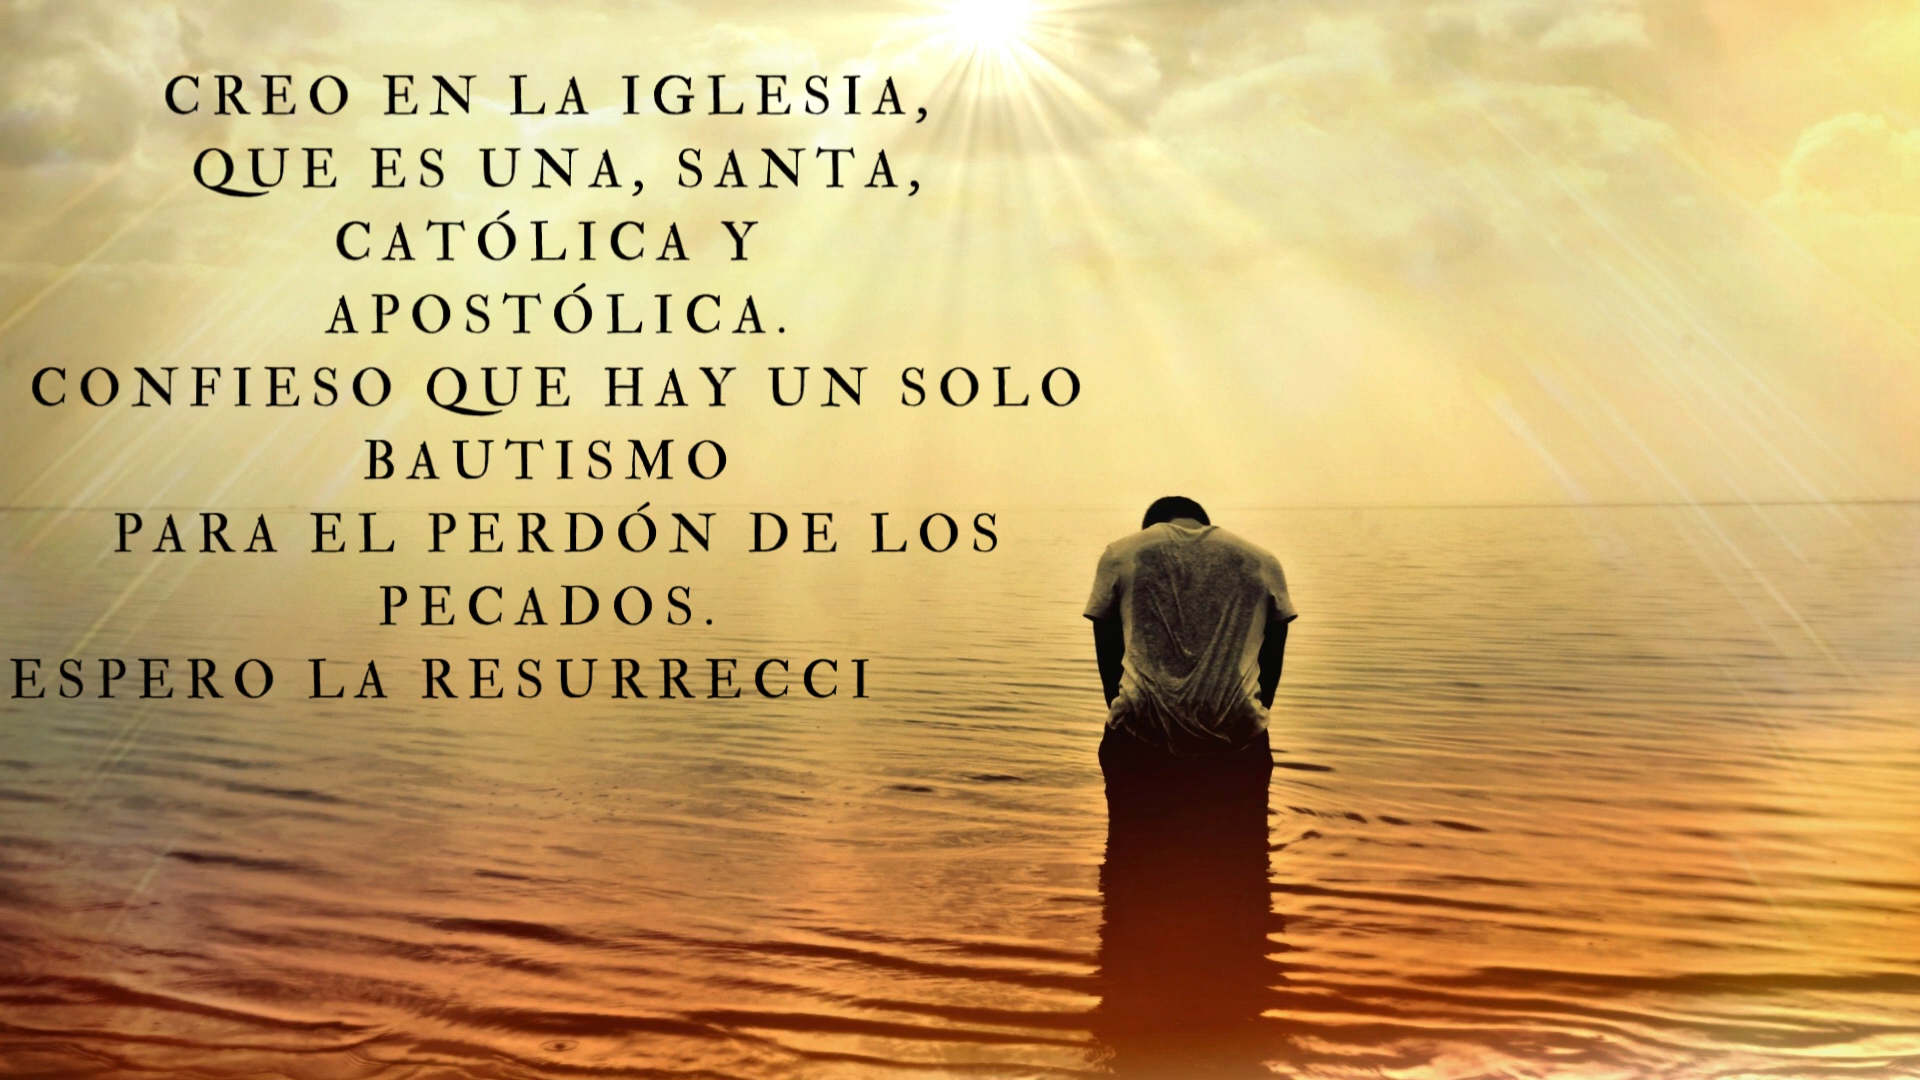 CREO EN LA IGLESIA,
QUE ES UNA, SANTA,
CATÓLICA Y
APOSTÓLICA.
CONFIESO QUE HAY UN SOLO
BAUTISMO
PARA EL PERDÓN DE LOS
PECADOS.
ESPERO LA RESURRECCI